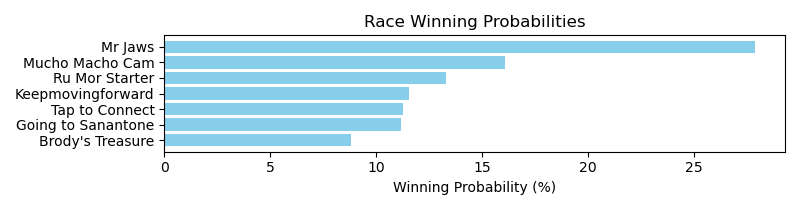 Race Winning Probabilities
Mr Jaws
Mucho Macho Cam
Ru Mor Starter
Keepmovingforward
Tap to Connect
Going to Sanantone
Brody's Treasure
0 5 10 15 20 25
Winning Probability (%)